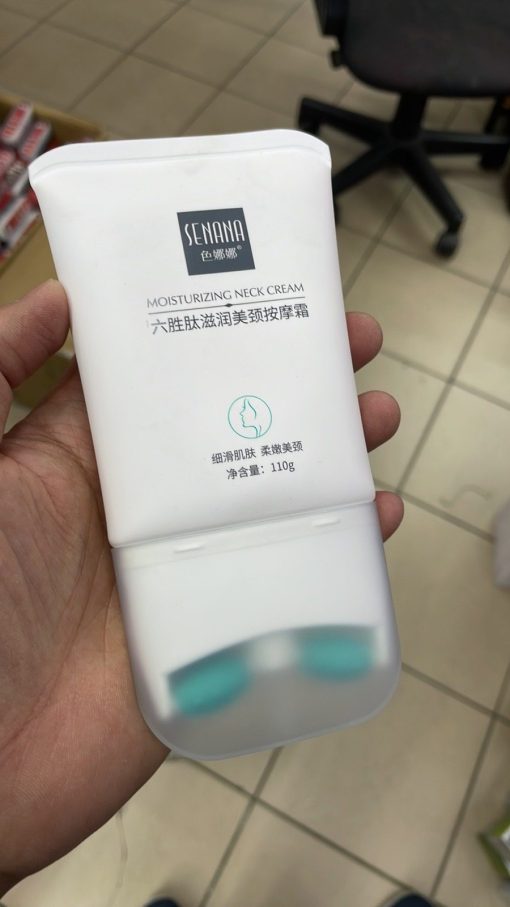 SENANA
色娜娜®
MOISTURIZING NECK CREAM
六胜肽滋润美颈按摩霜
细滑肌肤 柔嫩美颈
净含量：110g